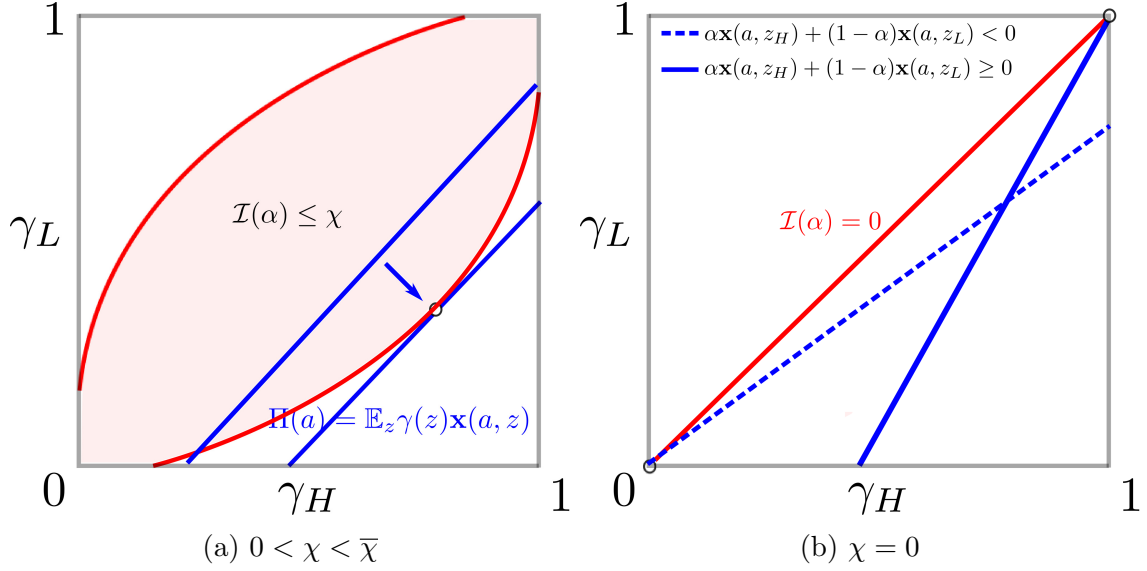 1
γ_L
I(α) ≤ χ
Π(a) = 𝔼_z γ(z)x(a, z)
0
γ_H
1
(a) 0 < χ < χ̅
1
αx(a, z_H) + (1 − α)x(a, z_L) < 0
αx(a, z_H) + (1 − α)x(a, z_L) ≥ 0
γ_L
I(α) = 0
0
γ_H
1
(b) χ = 0